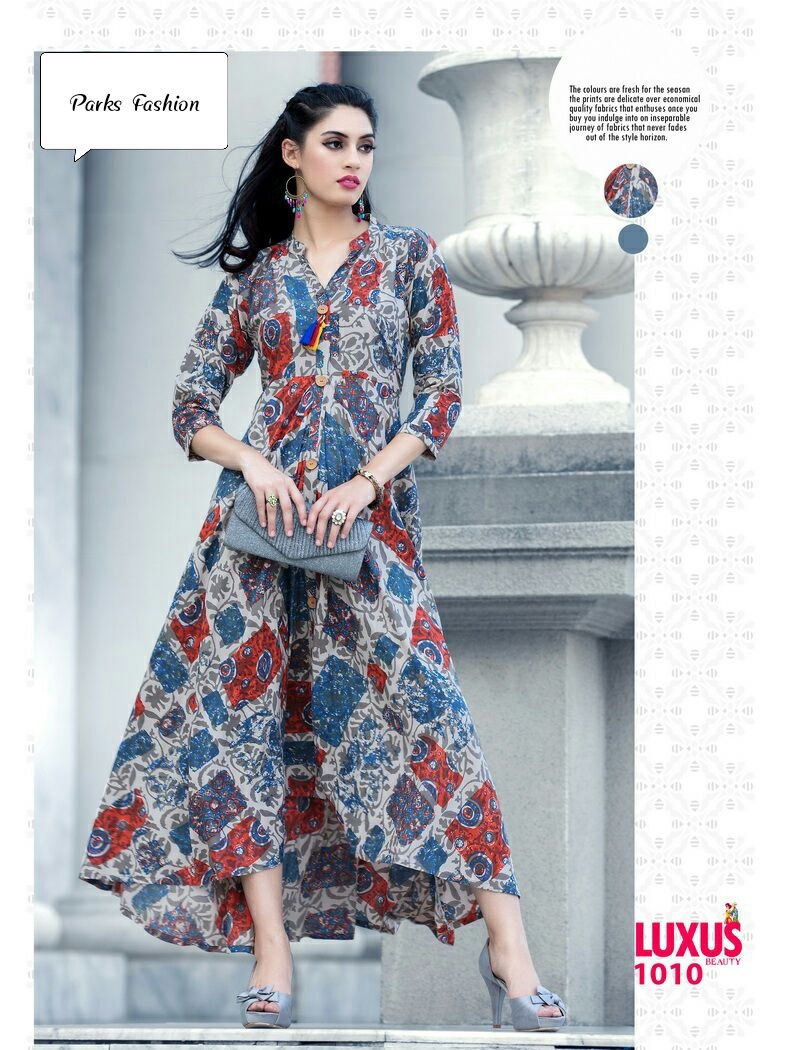 Parks Fashion
The colours are fresh for the seasan
the prints are delicate over economical
quality fabrics that enthuses once you
buy you indulge into on inseparable
journey of fabrics that never fades
out of the style horizon.
LUXUS
BEAUTY
1010